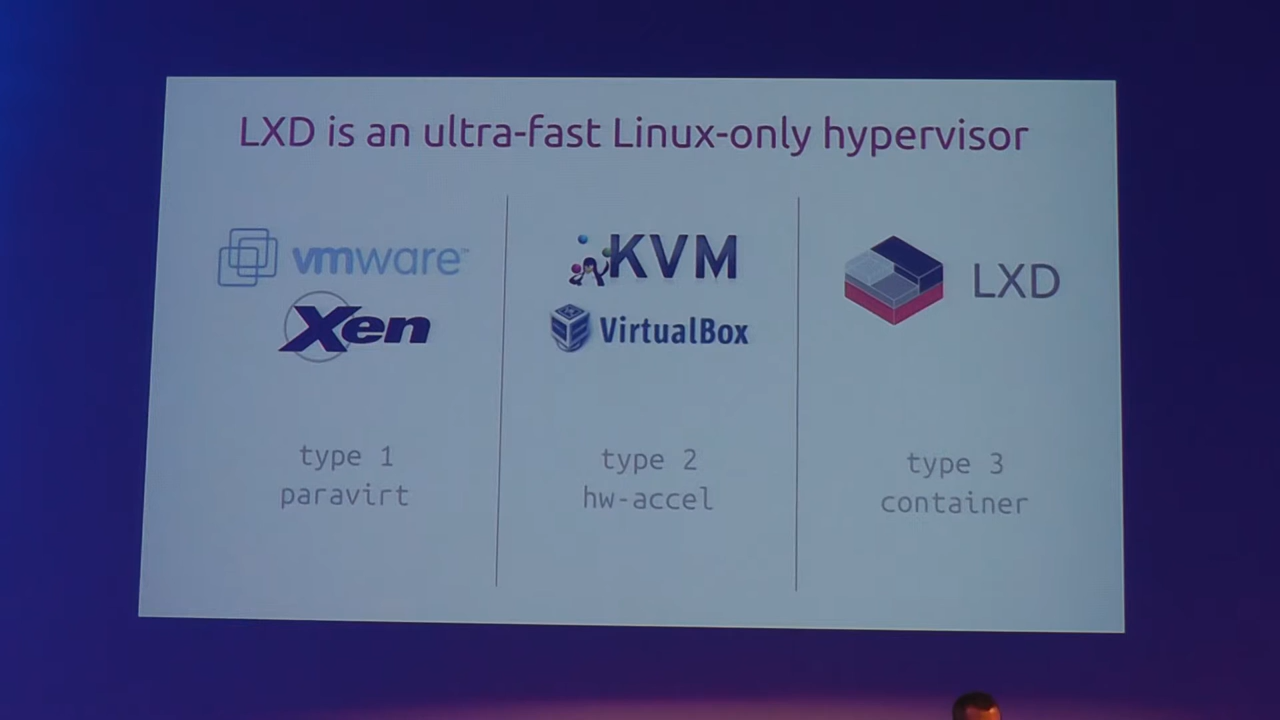 LXD is an ultra-fast Linux-only hypervisor
vmware™
Xen
type 1
paravirt
KVM
VirtualBox
type 2
hw-accel
LXD
type 3
container